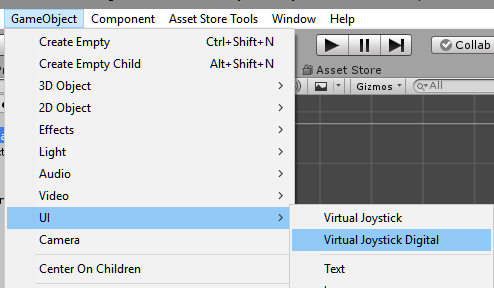 GameObject Component Asset Store Tools Window Help
Create Empty Ctrl+Shift+N
Collab
Create Empty Child Alt+Shift+N
Asset Store
3D Object
Gizmos All
2D Object
Effects
Light
Audio
Video
UI Virtual Joystick
Camera Virtual Joystick Digital
Center On Children Text